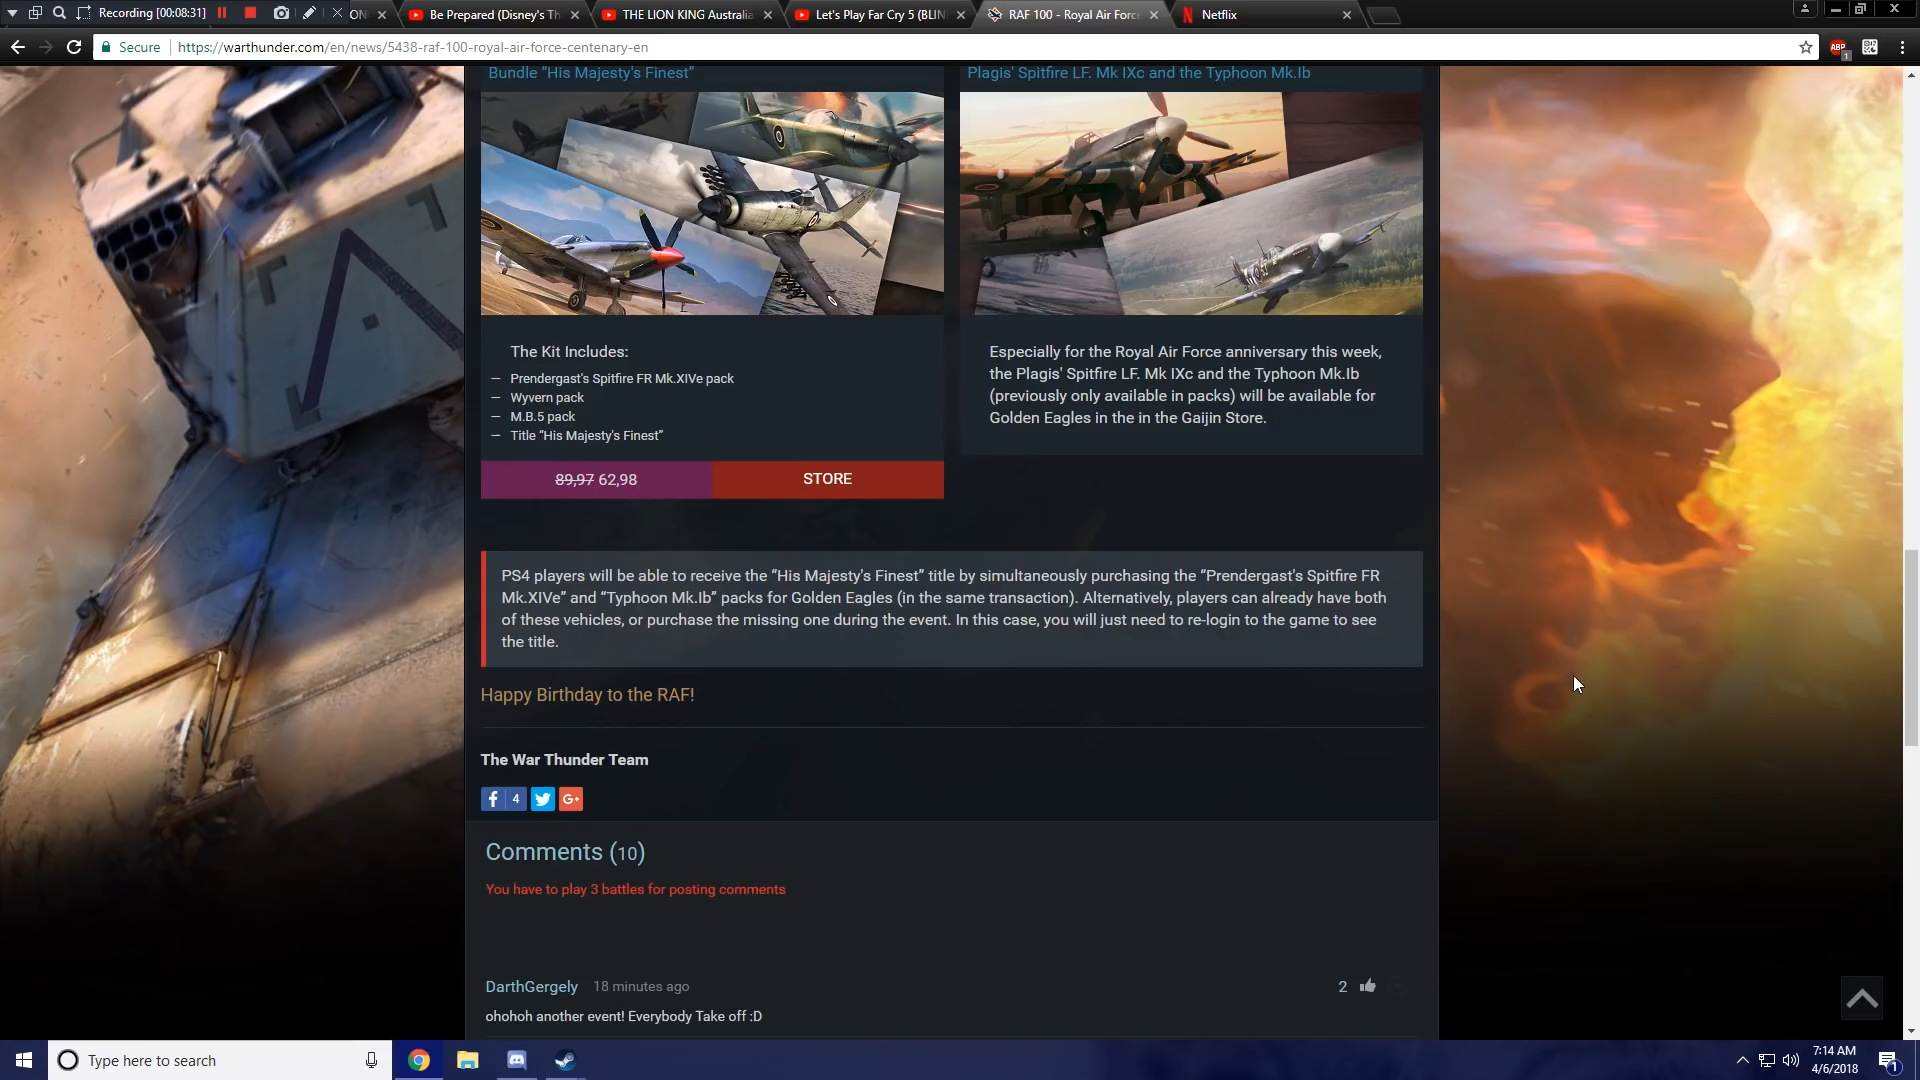 Recording [00:08:31]
ON
Be Prepared (Disney's Th
THE LION KING Australia
Let's Play Far Cry 5 (BLIN
RAF 100 - Royal Air Force
Netflix
Secure
https://warthunder.com/en/news/5438-raf-100-royal-air-force-centenary-en
ABP
1
Bundle “His Majesty's Finest”
The Kit Includes:
— Prendergast's Spitfire FR Mk.XIVe pack
— Wyvern pack
— M.B.5 pack
— Title “His Majesty's Finest”
89,97 62,98
STORE
Plagis' Spitfire LF. Mk IXc and the Typhoon Mk.Ib
Especially for the Royal Air Force anniversary this week,
the Plagis' Spitfire LF. Mk IXc and the Typhoon Mk.Ib
(previously only available in packs) will be available for
Golden Eagles in the in the Gaijin Store.
PS4 players will be able to receive the “His Majesty's Finest” title by simultaneously purchasing the “Prendergast's Spitfire FR
Mk.XIVe” and “Typhoon Mk.Ib” packs for Golden Eagles (in the same transaction). Alternatively, players can already have both
of these vehicles, or purchase the missing one during the event. In this case, you will just need to re-login to the game to see
the title.
Happy Birthday to the RAF!
The War Thunder Team
f 4
G+
Comments (10)
You have to play 3 battles for posting comments
DarthGergely 18 minutes ago
2
ohohoh another event! Everybody Take off :D
Type here to search
7:14 AM
4/6/2018
1